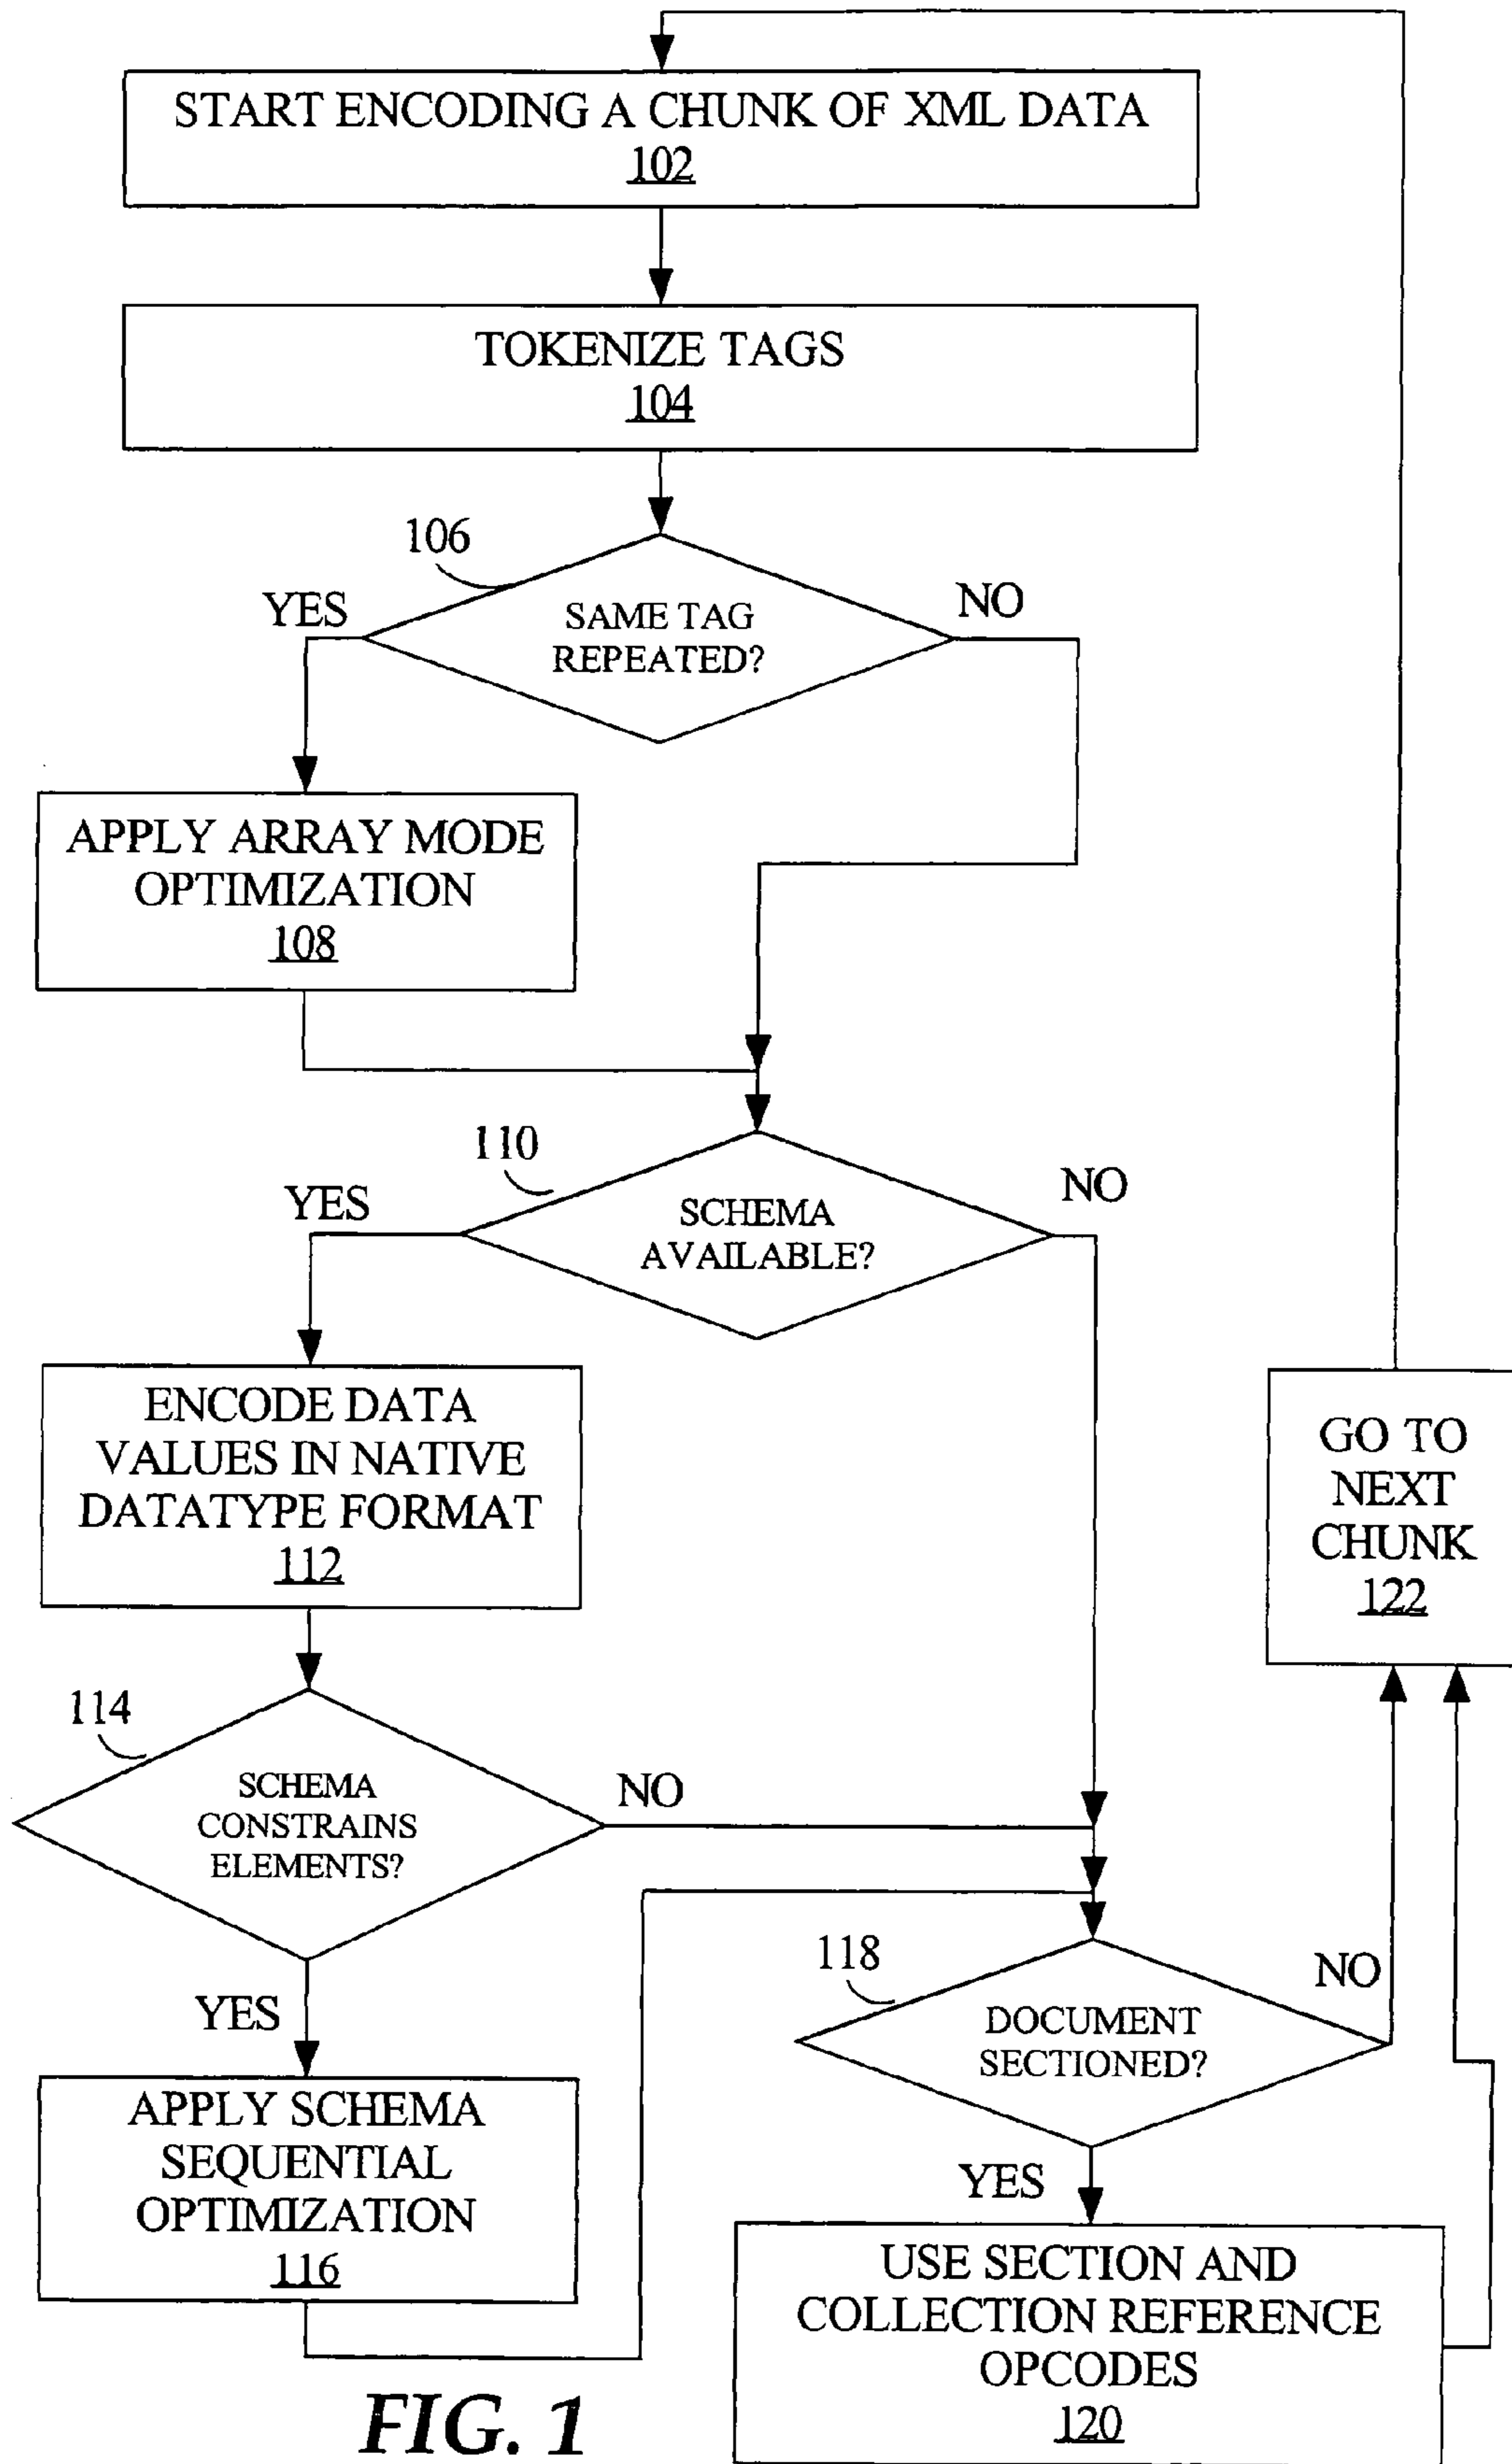 START ENCODING A CHUNK OF XML DATA
102
TOKENIZE TAGS
104
106
YES
NO
SAME TAG
REPEATED?
APPLY ARRAY MODE
OPTIMIZATION
108
110
YES
NO
SCHEMA
AVAILABLE?
ENCODE DATA
VALUES IN NATIVE
DATATYPE FORMAT
112
GO TO
NEXT
CHUNK
122
114
NO
SCHEMA
CONSTRAINS
ELEMENTS?
YES
118
NO
DOCUMENT
SECTIONED?
YES
APPLY SCHEMA
SEQUENTIAL
OPTIMIZATION
116
USE SECTION AND
COLLECTION REFERENCE
OPCODES
120
FIG. 1